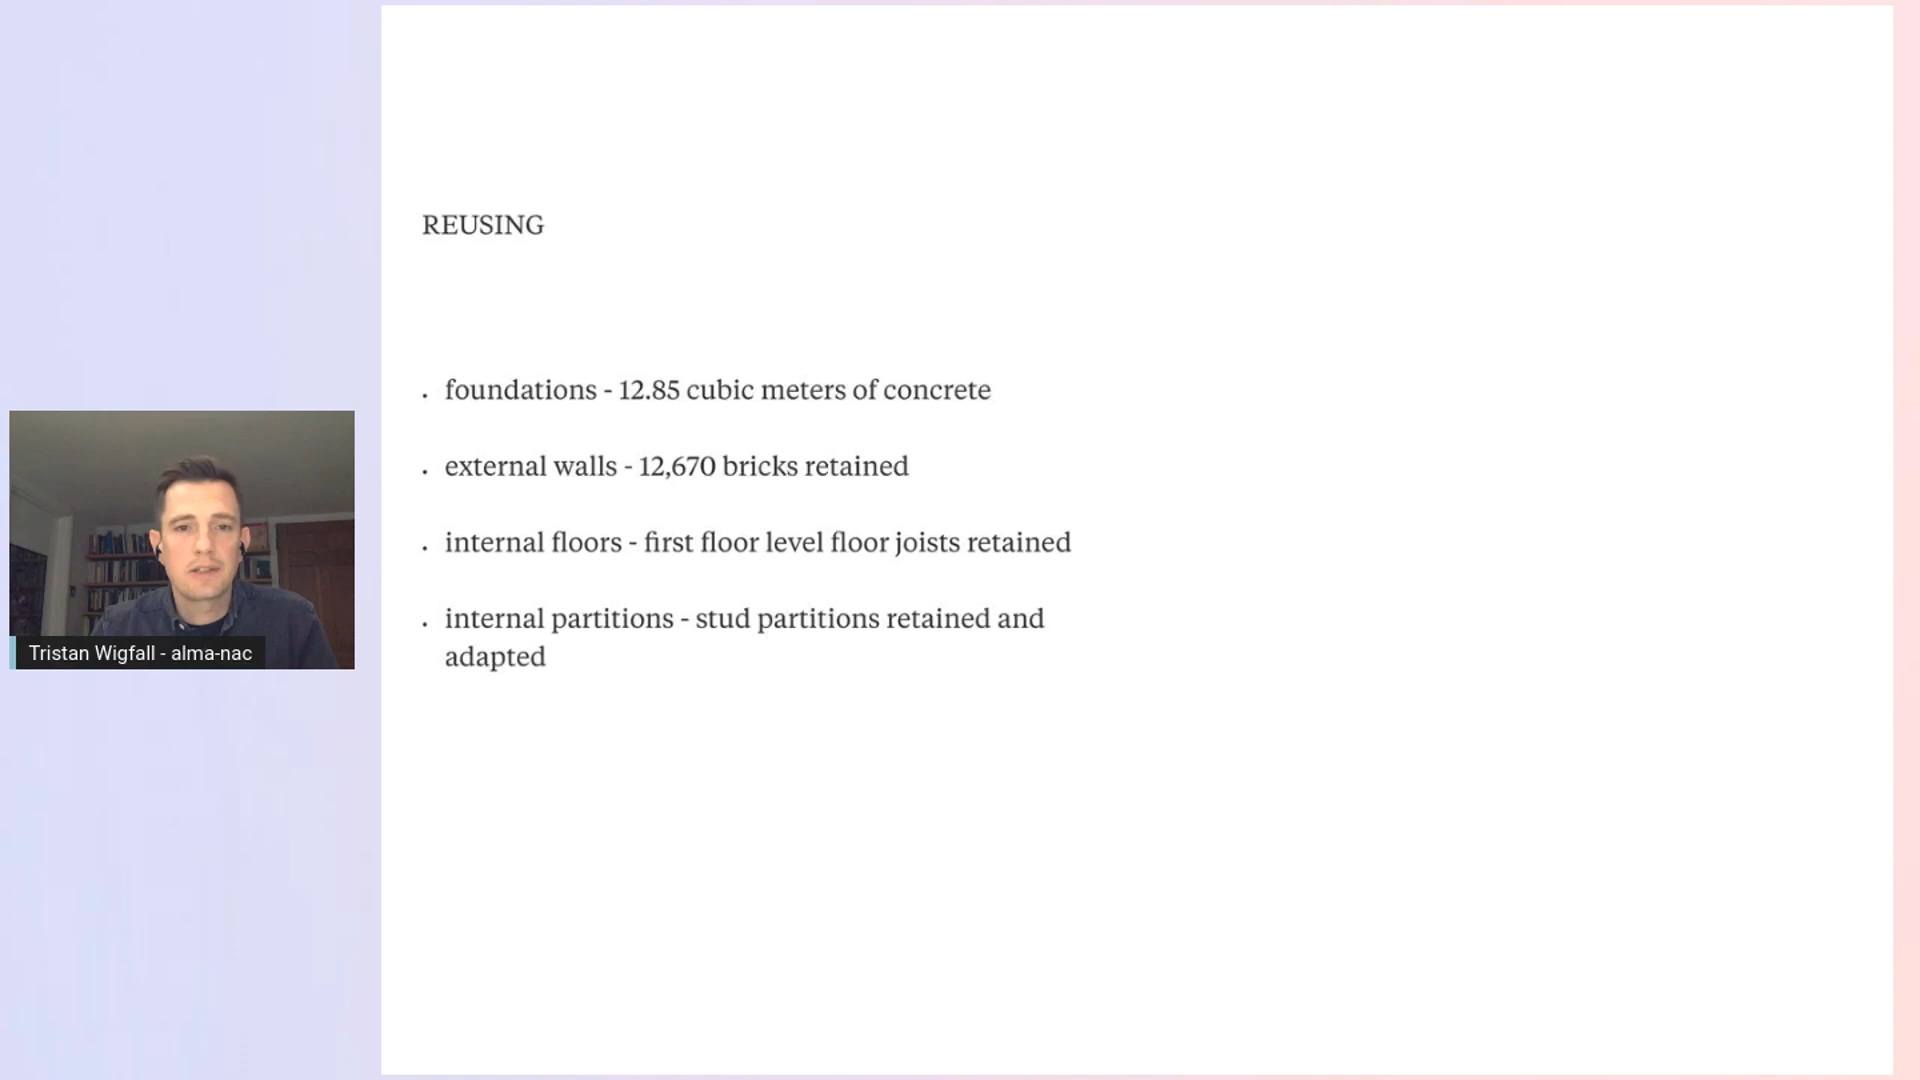 REUSING
. foundations - 12.85 cubic meters of concrete
. external walls - 12,670 bricks retained
. internal floors - first floor level floor joists retained
. internal partitions - stud partitions retained and
adapted
Tristan Wigfall - alma-nac